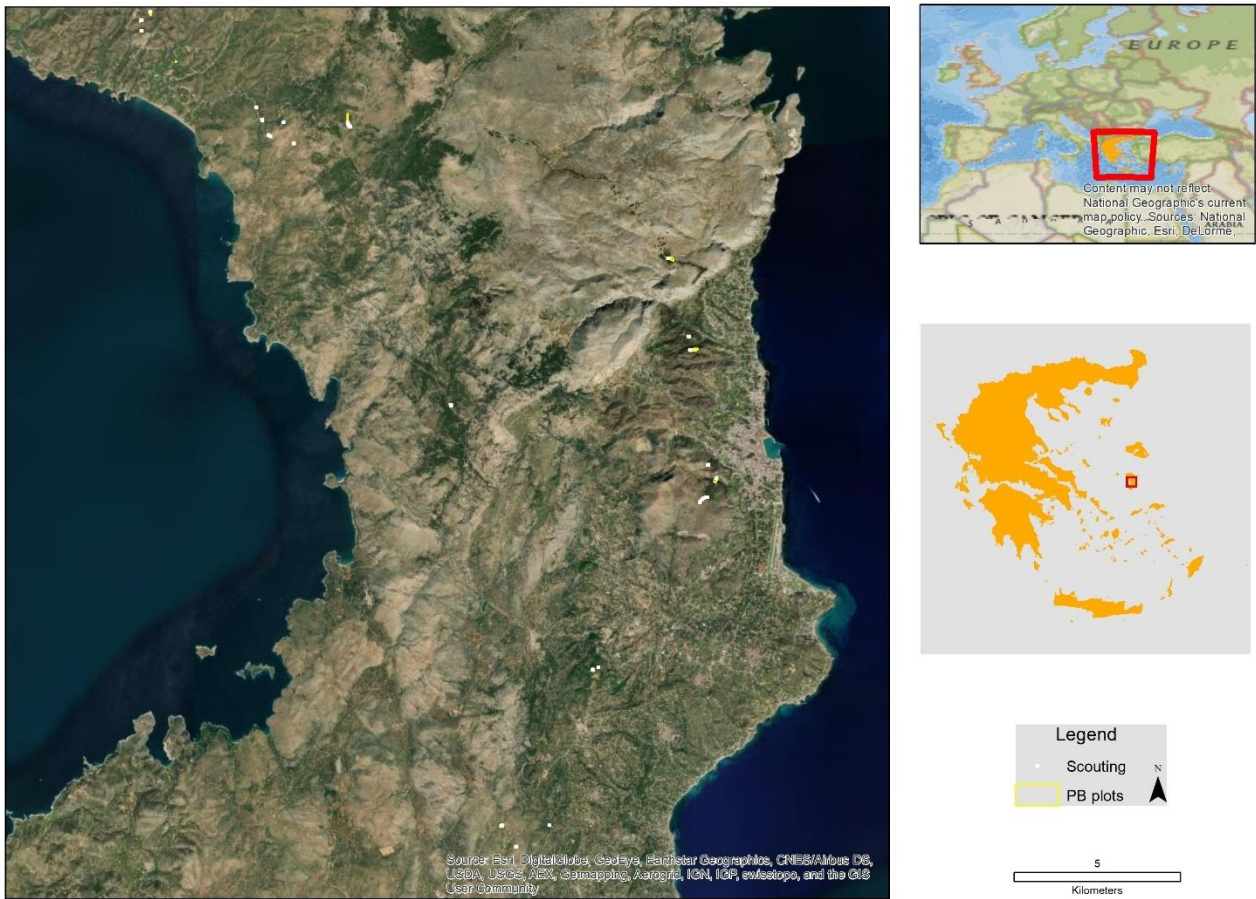 EUROPE
Content may not reflect
National Geographic's current
map policy. Sources: National
Geographic, Esri, DeLorme,
ARABIA
Legend
Scouting
N
PB plots
Source: Esri, DigitalGlobe, GeoEye, Earthstar Geographics, CNES/Airbus DS,
USDA, USGS, AEX, Getmapping, Aerogrid, IGN, IGP, swisstopo, and the GIS
User Community
5
Kilometers